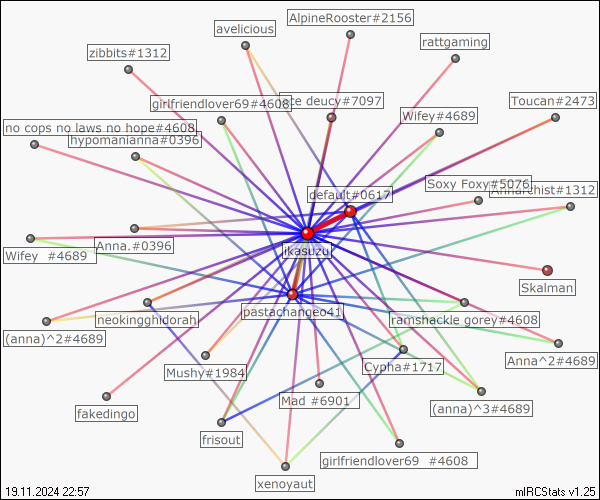 AlpineRooster#2156
avelicious
rattgaming
zibbits#1312
girlfriendlover69#4608
ce deucy#7097
Toucan#2473
Wifey#4689
no cops no laws no hope#4608
hypomanianna#0396
Soxy Foxy#5076
Annarchist#1312
default#0617
Wifey #4689
Anna.#0396
ikasuzu
Skalman
neokingghidorah
pastachangeo41
ramshackle gorey#4608
(anna)^2#4689
Anna^2#4689
Mushy#1984
Cypha#1717
Mad #6901
(anna)^3#4689
fakedingo
frisout
girlfriendlover69 #4608
xenoyaut
19.11.2024 22:57
mIRCStats v1.25